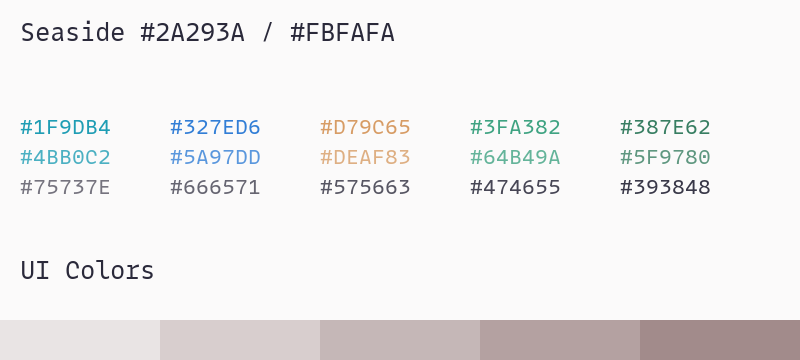 Seaside #2A293A / #FBFAFA
#1F9DB4 #327ED6 #D79C65 #3FA382 #387E62
#4BB0C2 #5A97DD #DEAF83 #64B49A #5F9780
#75737E #666571 #575663 #474655 #393848
UI Colors